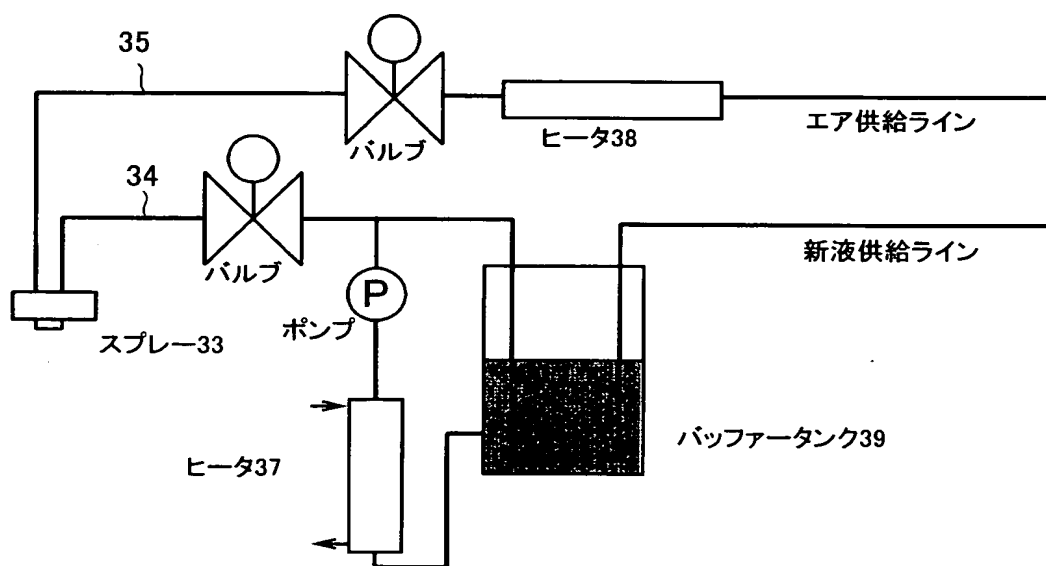 35
バルブ
ヒータ38
エア供給ライン
34
バルブ
新液供給ライン
P
ポンプ
スプレー33
ヒータ37
バッファータンク39